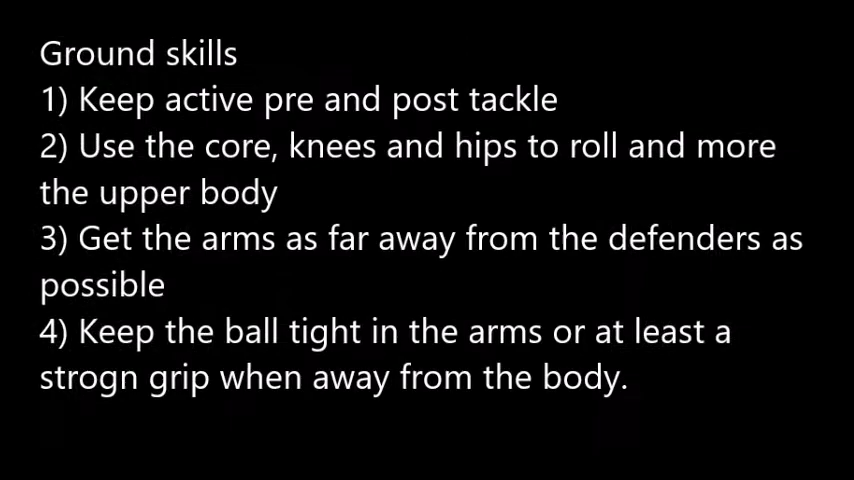 Ground skills
1) Keep active pre and post tackle
2) Use the core, knees and hips to roll and more
the upper body
3) Get the arms as far away from the defenders as
possible
4) Keep the ball tight in the arms or at least a
strogn grip when away from the body.